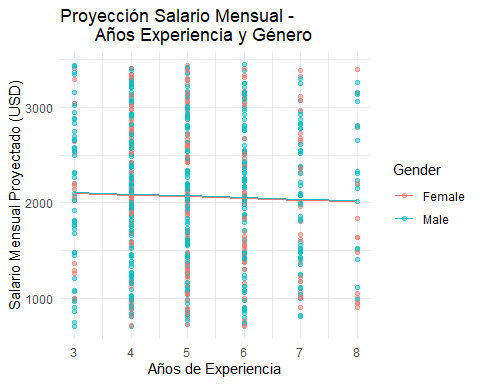 Proyección Salario Mensual -
Años Experiencia y Género
Salario Mensual Proyectado (USD)
3000
2000
1000
3 4 5 6 7 8
Años de Experiencia
Gender
Female
Male